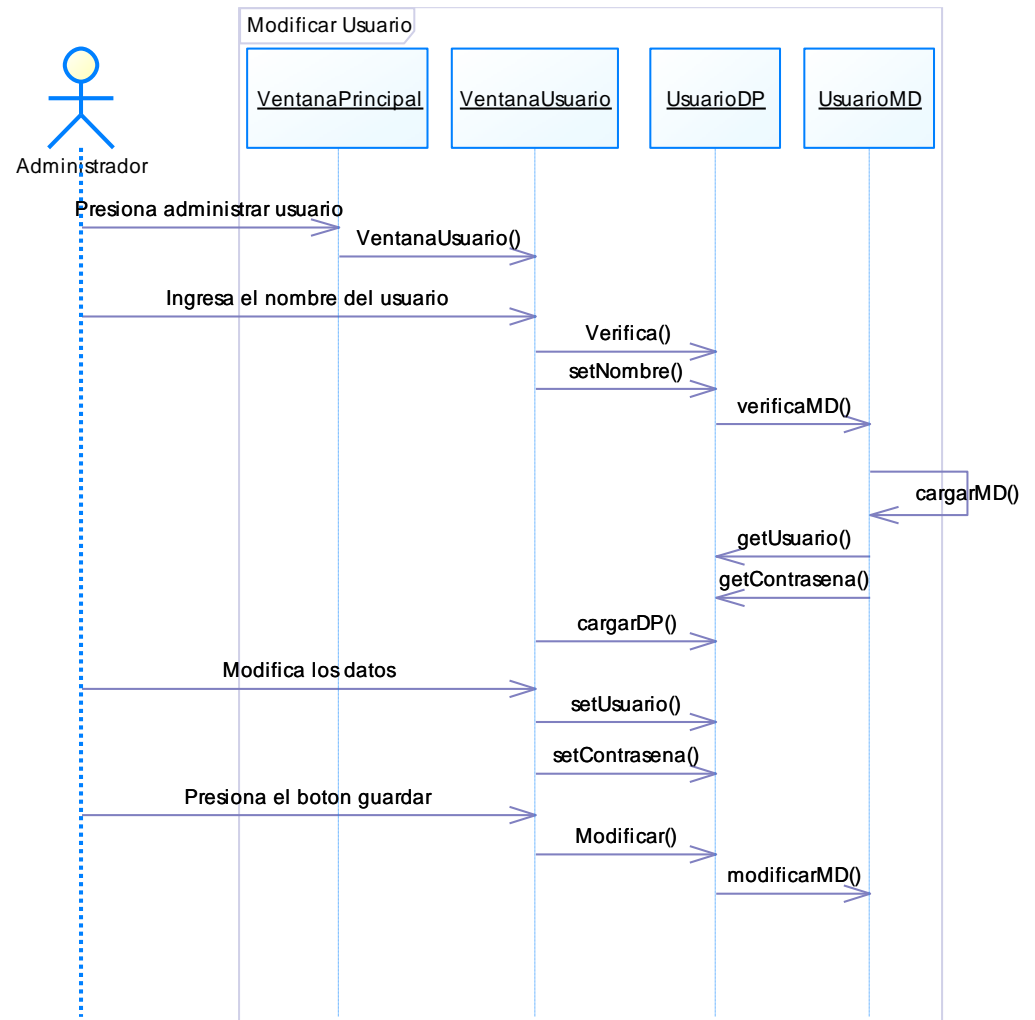 Modificar Usuario
VentanaPrincipal
VentanaUsuario
UsuarioDP
UsuarioMD
Administrador
Presiona administrar usuario
VentanaUsuario()
Ingresa el nombre del usuario
Verifica()
setNombre()
verificaMD()
cargarMD()
getUsuario()
getContrasena()
cargarDP()
Modifica los datos
setUsuario()
setContrasena()
Presiona el boton guardar
Modificar()
modificarMD()